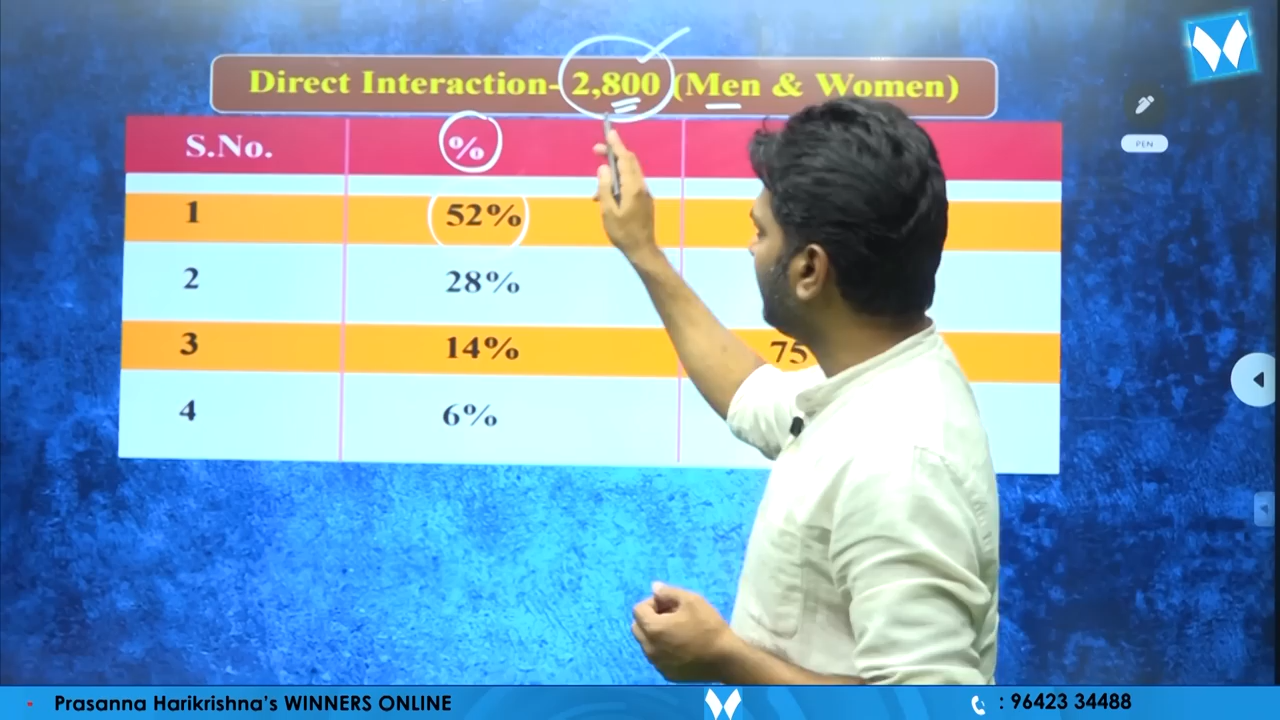 Direct Interaction- 2,800 (Men & Women)
S.No. %
1 52%
2 28%
3 14% 75
4 6%
PEN
- Prasanna Harikrishna's WINNERS ONLINE
: 96423 34488